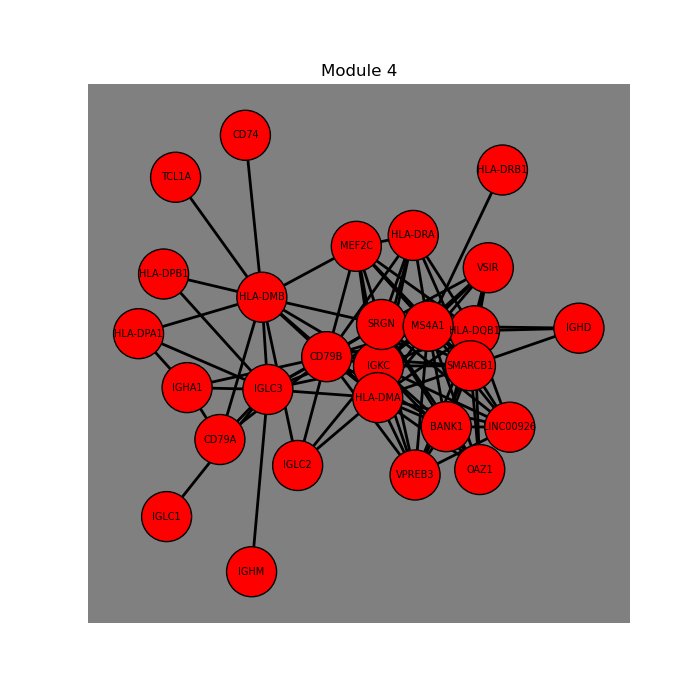 Module 4
CD74
TCL1A
HLA-DRB1
HLA-DRA
MEF2C
VSIR
HLA-DPB1
HLA-DMB
SRGN
MS4A1
IGHD
HLA-DQB1
HLA-DPA1
CD79B
IGKC
SMARCB1
IGHA1
IGLC3
HLA-DMA
BANK1
LINC00926
CD79A
IGLC2
OAZ1
VPREB3
IGLC1
IGHM